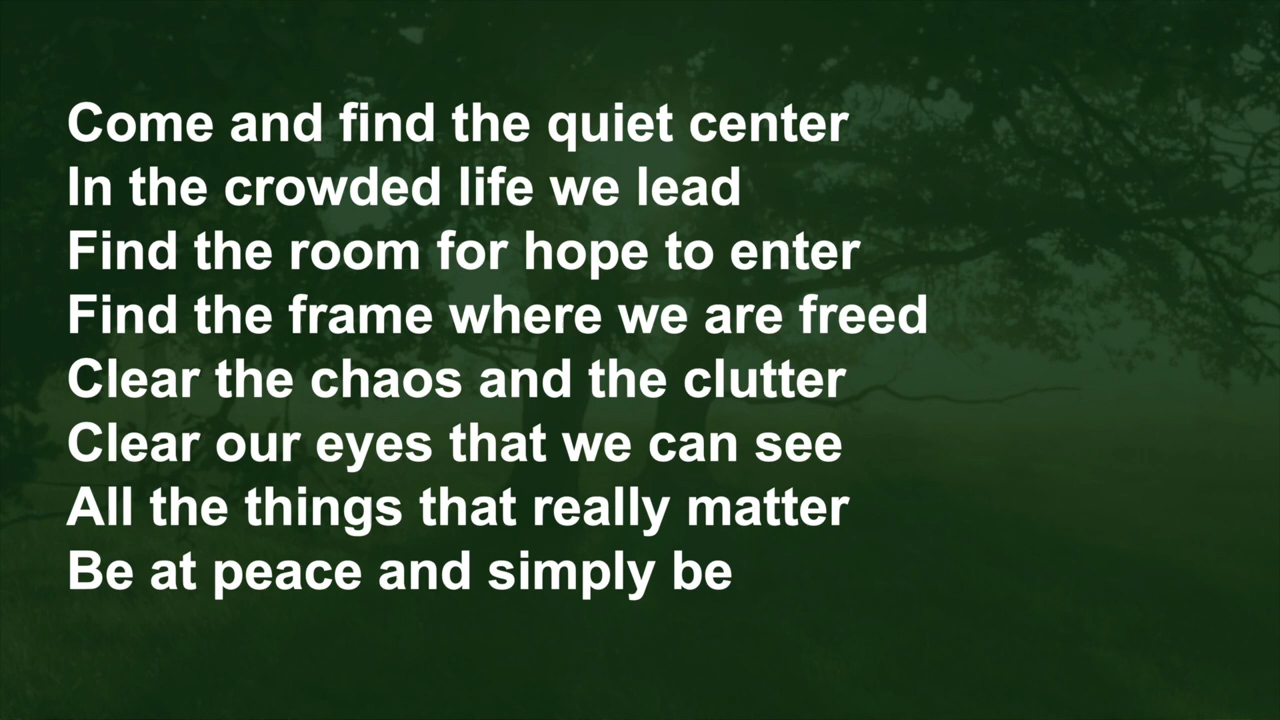 Come and find the quiet center
In the crowded life we lead
Find the room for hope to enter
Find the frame where we are freed
Clear the chaos and the clutter
Clear our eyes that we can see
All the things that really matter
Be at peace and simply be